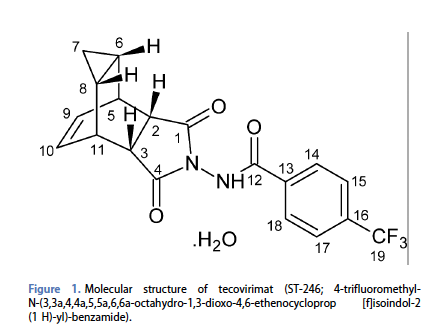 7
6
H
8
H
H
O
9
5
H
2
1
O
10
11
3
N
4
NH
12
13
14
15
O
18
17
16
CF3
19
.H₂O
Figure 1. Molecular structure of tecovirimat (ST-246; 4-trifluoromethyl-
N-(3,3a,4,4a,5,5a,6,6a-octahydro-1,3-dioxo-4,6-ethenocycloprop [f]isoindol-2
(1 H)-yl)-benzamide).